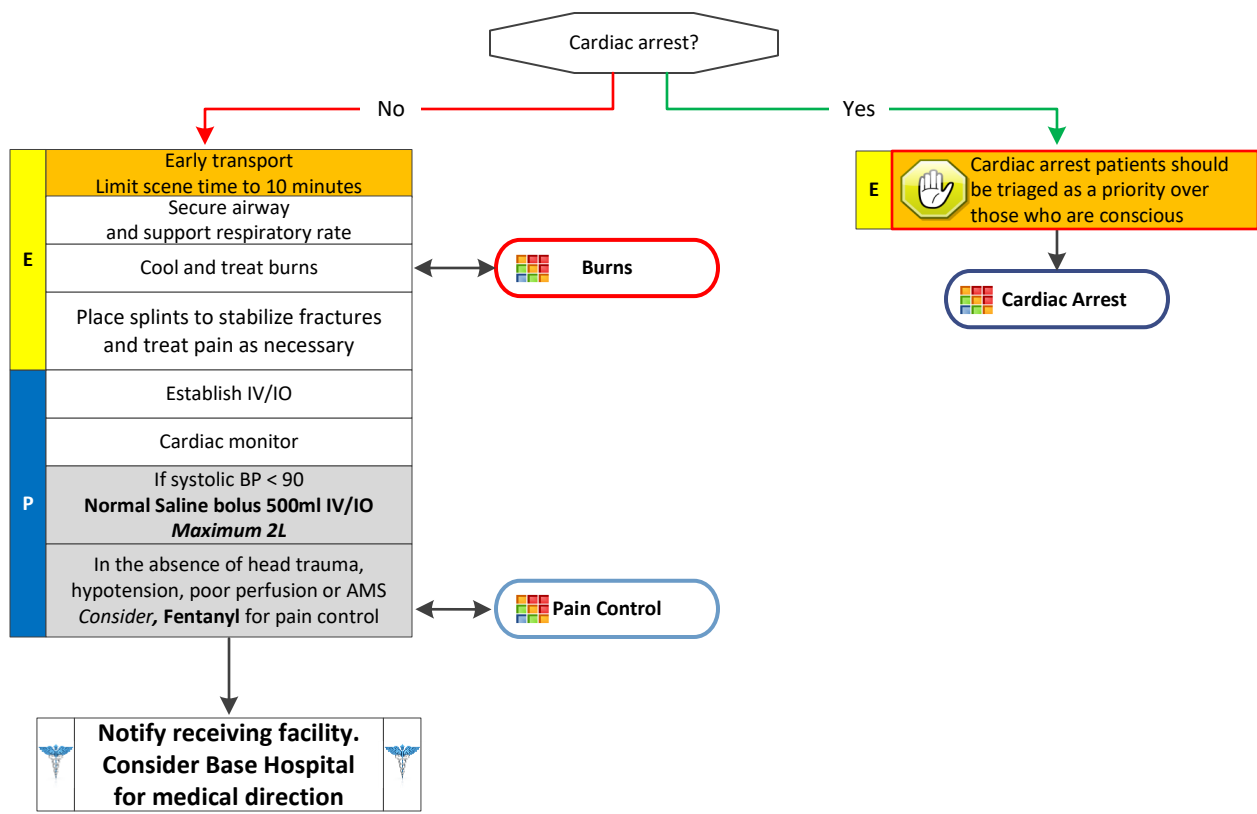 Cardiac arrest?
No
Yes
E
Early transport
Limit scene time to 10 minutes
Secure airway
and support respiratory rate
Cool and treat burns
Place splints to stabilize fractures
and treat pain as necessary
Burns
P
Establish IV/IO
Cardiac monitor
If systolic BP < 90
Normal Saline bolus 500ml IV/IO
Maximum 2L
In the absence of head trauma,
hypotension, poor perfusion or AMS
Consider, Fentanyl for pain control
Pain Control
Notify receiving facility.
Consider Base Hospital
for medical direction
E
Cardiac arrest patients should
be triaged as a priority over
those who are conscious
Cardiac Arrest